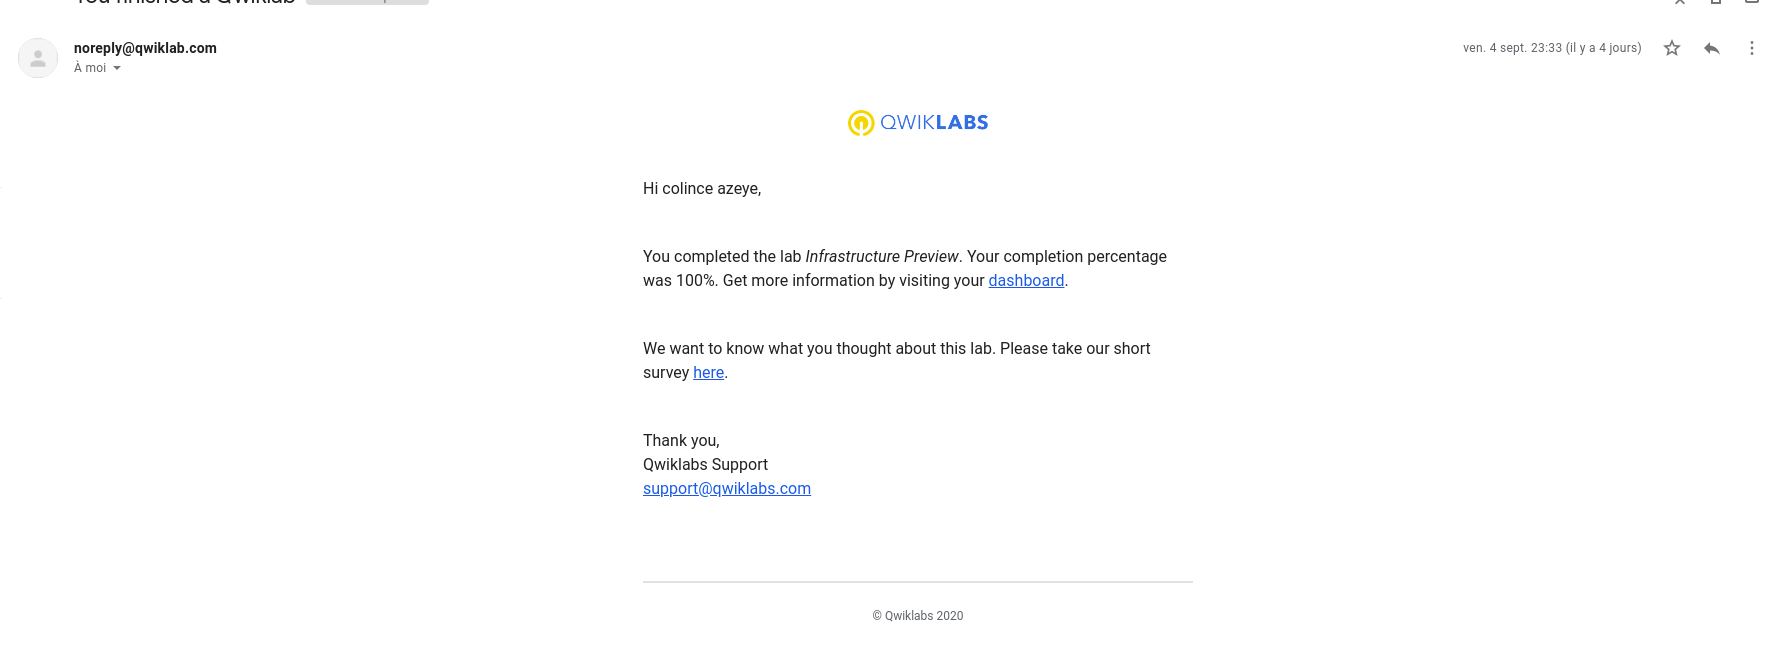 You finished a Qwiklab
noreply@qwiklab.com
ven. 4 sept. 23:33 (il y a 4 jours)
À moi
QWIKLABS
Hi colince azeye,
You completed the lab Infrastructure Preview. Your completion percentage
was 100%. Get more information by visiting your dashboard.
We want to know what you thought about this lab. Please take our short
survey here.
Thank you,
Qwiklabs Support
support@qwiklabs.com
© Qwiklabs 2020